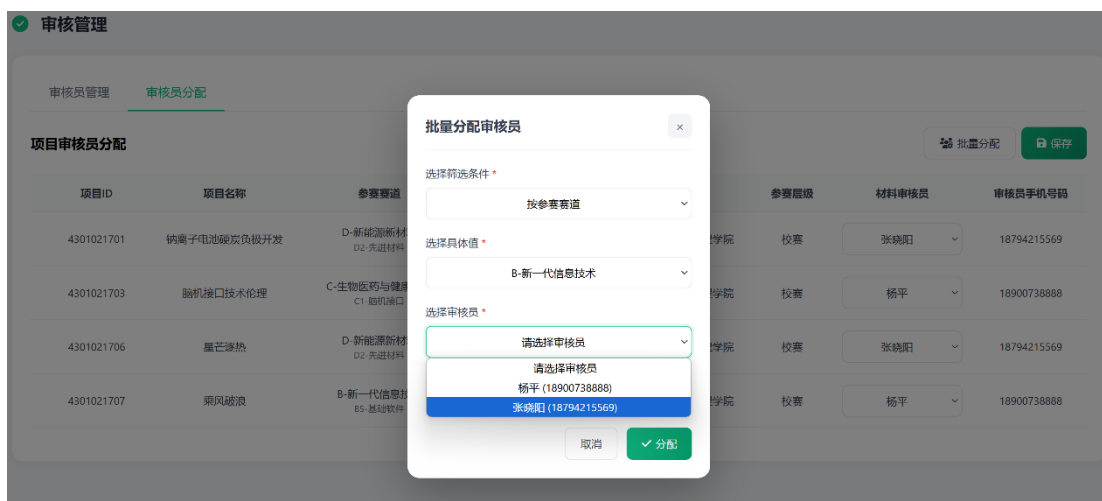 审核管理
审核员管理 审核员分配
项目审核员分配 批量分配 保存
项目ID 项目名称 参赛赛道 参赛层级 材料审核员 审核员手机号码
4301021701 钠离子电池硬炭负极开发 D-新能源新材 学院 校赛 张晓阳 18794215569
D2-先进材料
4301021703 脑机接口技术伦理 C-生物医药与健康 学院 校赛 杨平 18900738888
C1-脑机接口
4301021706 星芒逐热 D-新能源新材 学院 校赛 张晓阳 18794215569
D2-先进材料
4301021707 乘风破浪 B-新一代信息技 学院 校赛 杨平 18900738888
B5-基础软件
批量分配审核员 ×
选择筛选条件 *
按参赛赛道
选择具体值 *
B-新一代信息技术
选择审核员 *
请选择审核员
请选择审核员
杨平 (18900738888)
张晓阳 (18794215569)
取消 分配